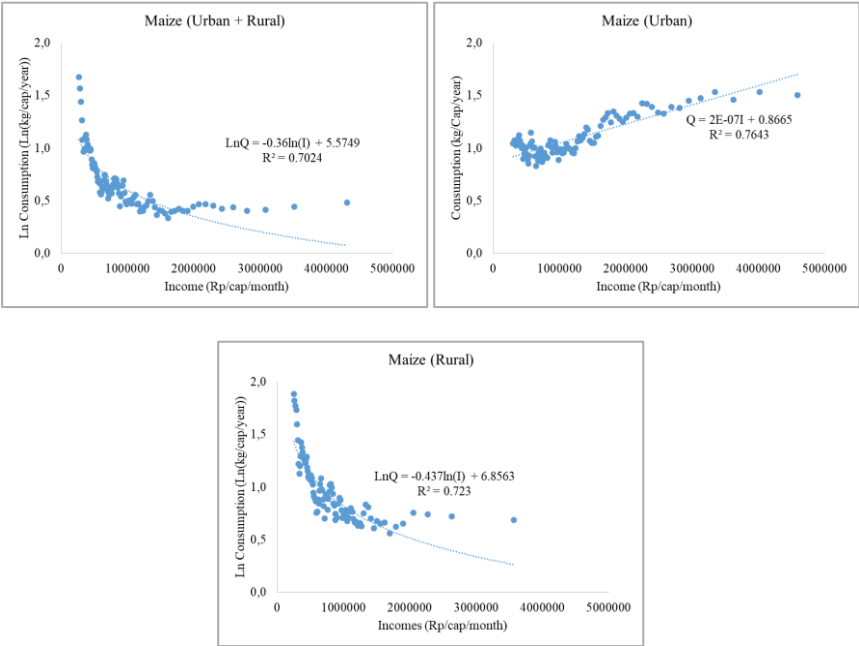 Maize (Urban + Rural)
Ln Consumption (Ln(kg/cap/year))
2,0
1,5
1,0
0,5
0,0
LnQ = -0.36ln(I) + 5.5749
R² = 0.7024
0 1000000 2000000 3000000 4000000 5000000
Income (Rp/cap/month)
Maize (Urban)
Consumption (kg/Cap/year)
2,0
1,5
1,0
0,5
0,0
Q = 2E-07I + 0.8665
R² = 0.7643
0 1000000 2000000 3000000 4000000 5000000
Income (Rp/cap/month)
Maize (Rural)
Ln Consumption (Ln(kg/cap/year))
2,0
1,5
1,0
0,5
0,0
LnQ = -0.437ln(I) + 6.8563
R² = 0.723
0 1000000 2000000 3000000 4000000 5000000
Incomes (Rp/cap/month)